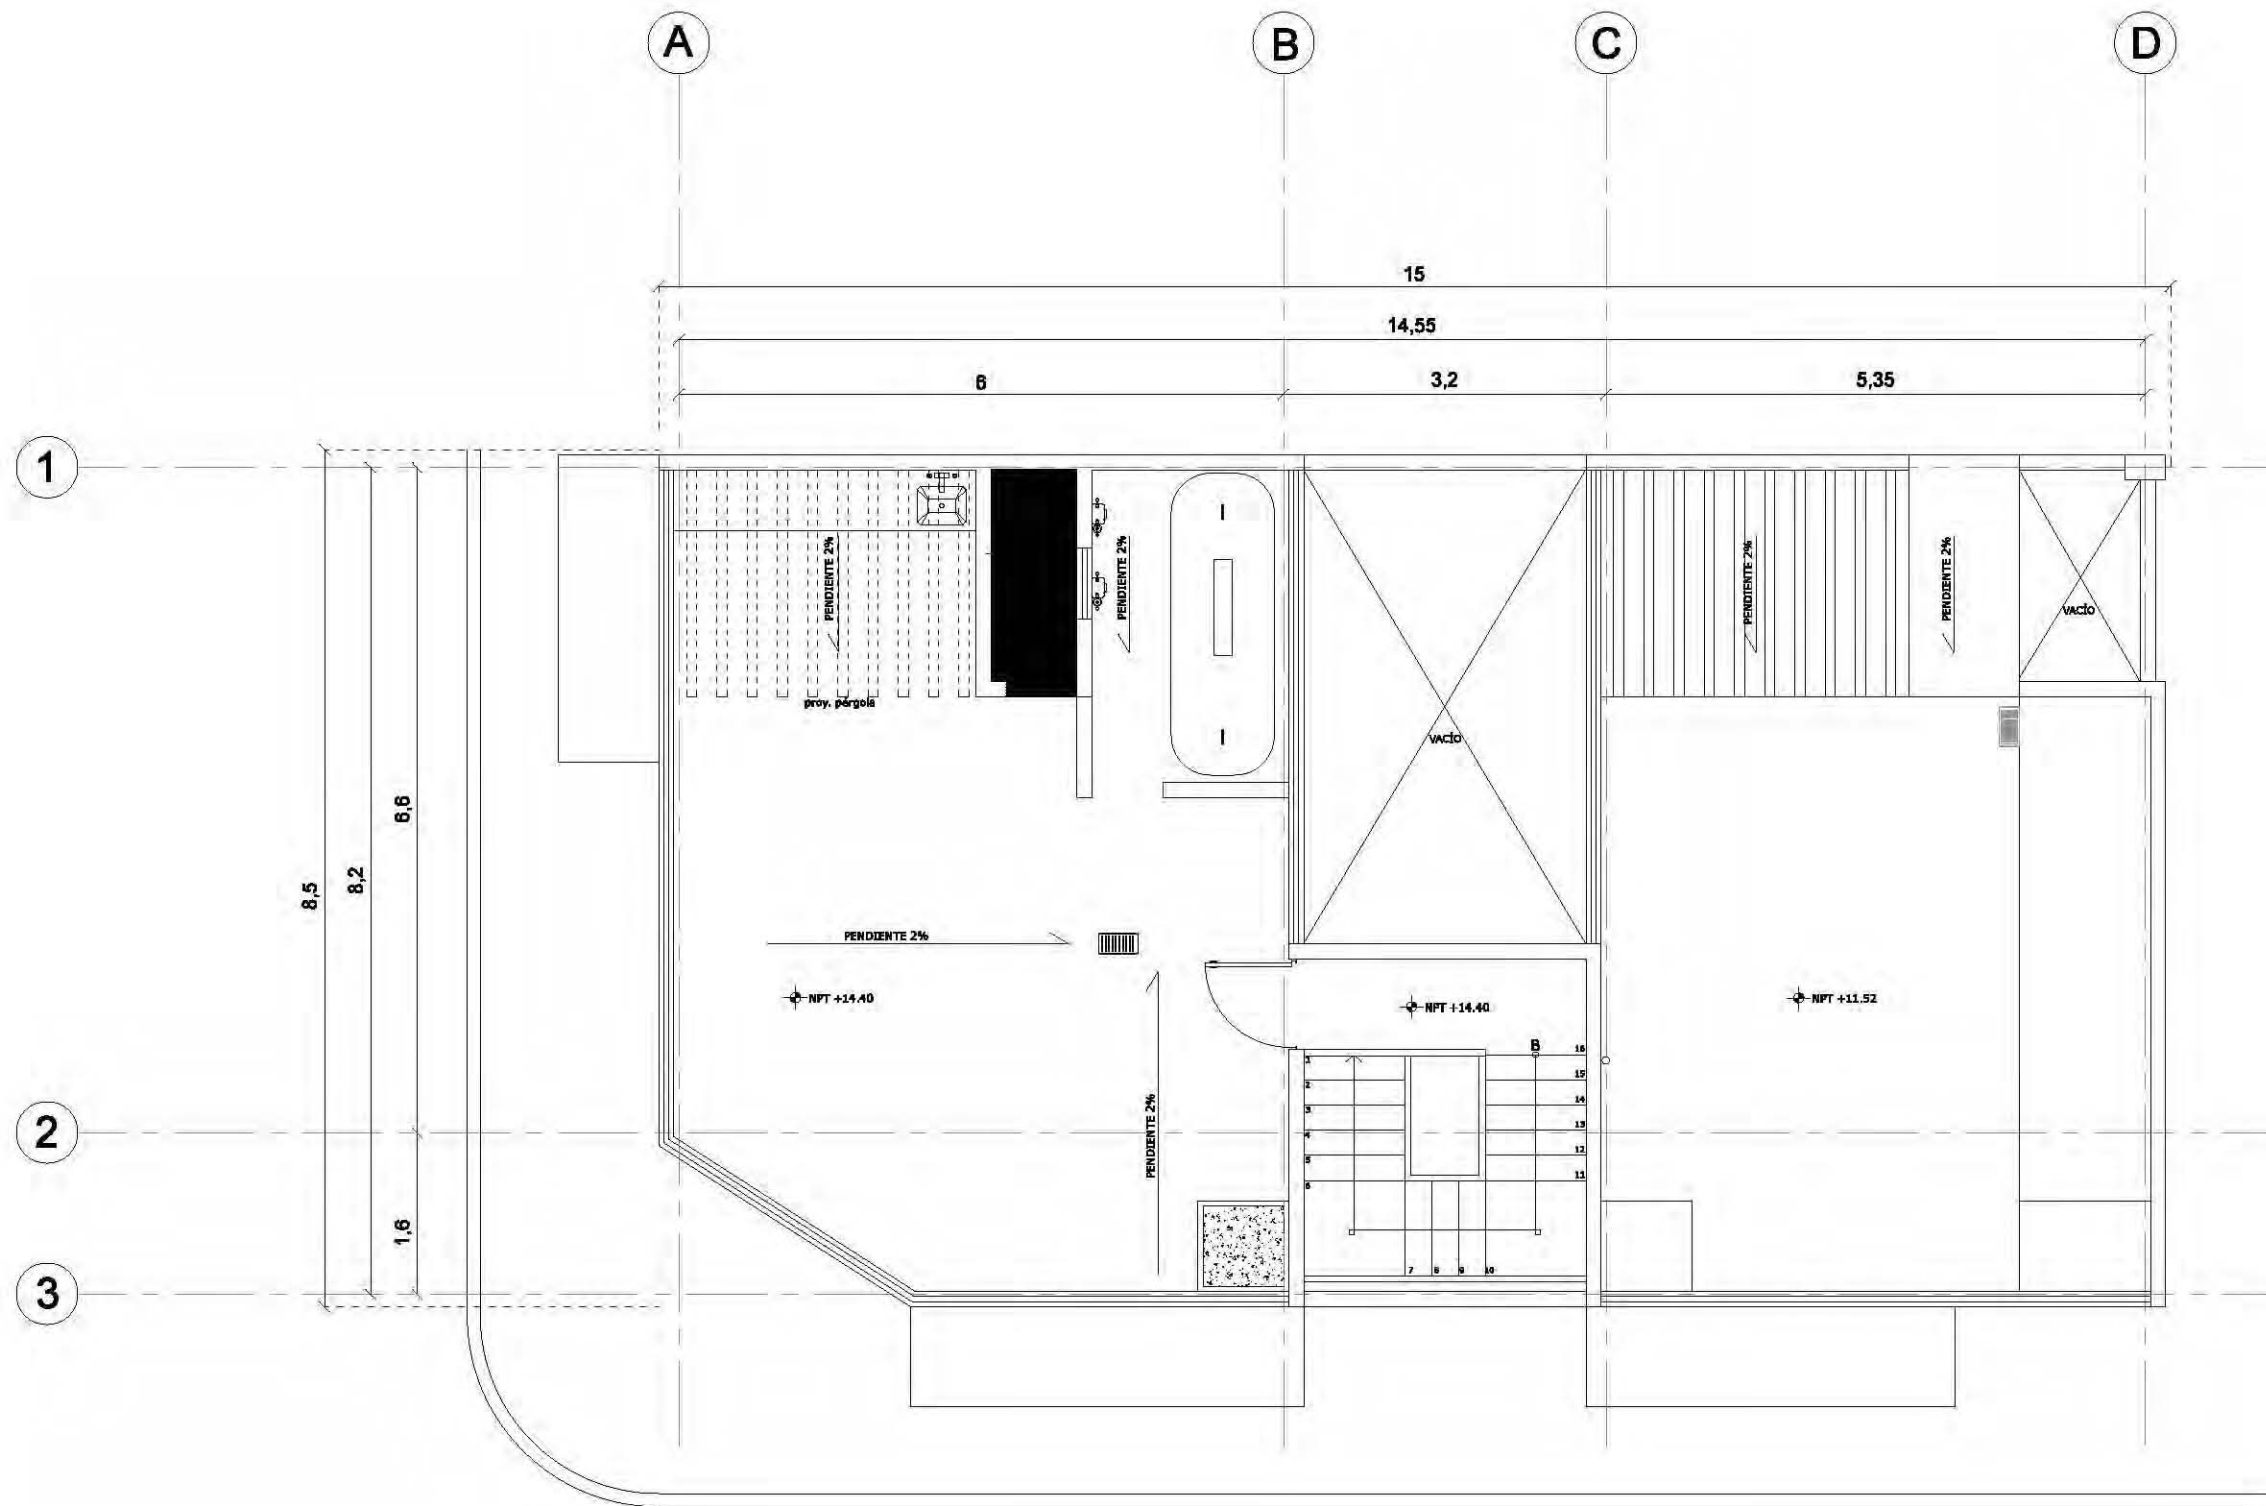 A B C D
15
14,55
6 3,2 5,35
1
PENDIENTE 2%
PENDIENTE 2%
PENDIENTE 2%
PENDIENTE 2%
VACÍO
proy. pérgola
VACÍO
6,6
8,2
8,5
PENDIENTE 2%
NPT +14.40
NPT +14.40
NPT +11.52
B
1
2
3
4
5
6
16
15
14
13
12
11
PENDIENTE 2%
2
1,6
7 8 9 10
3